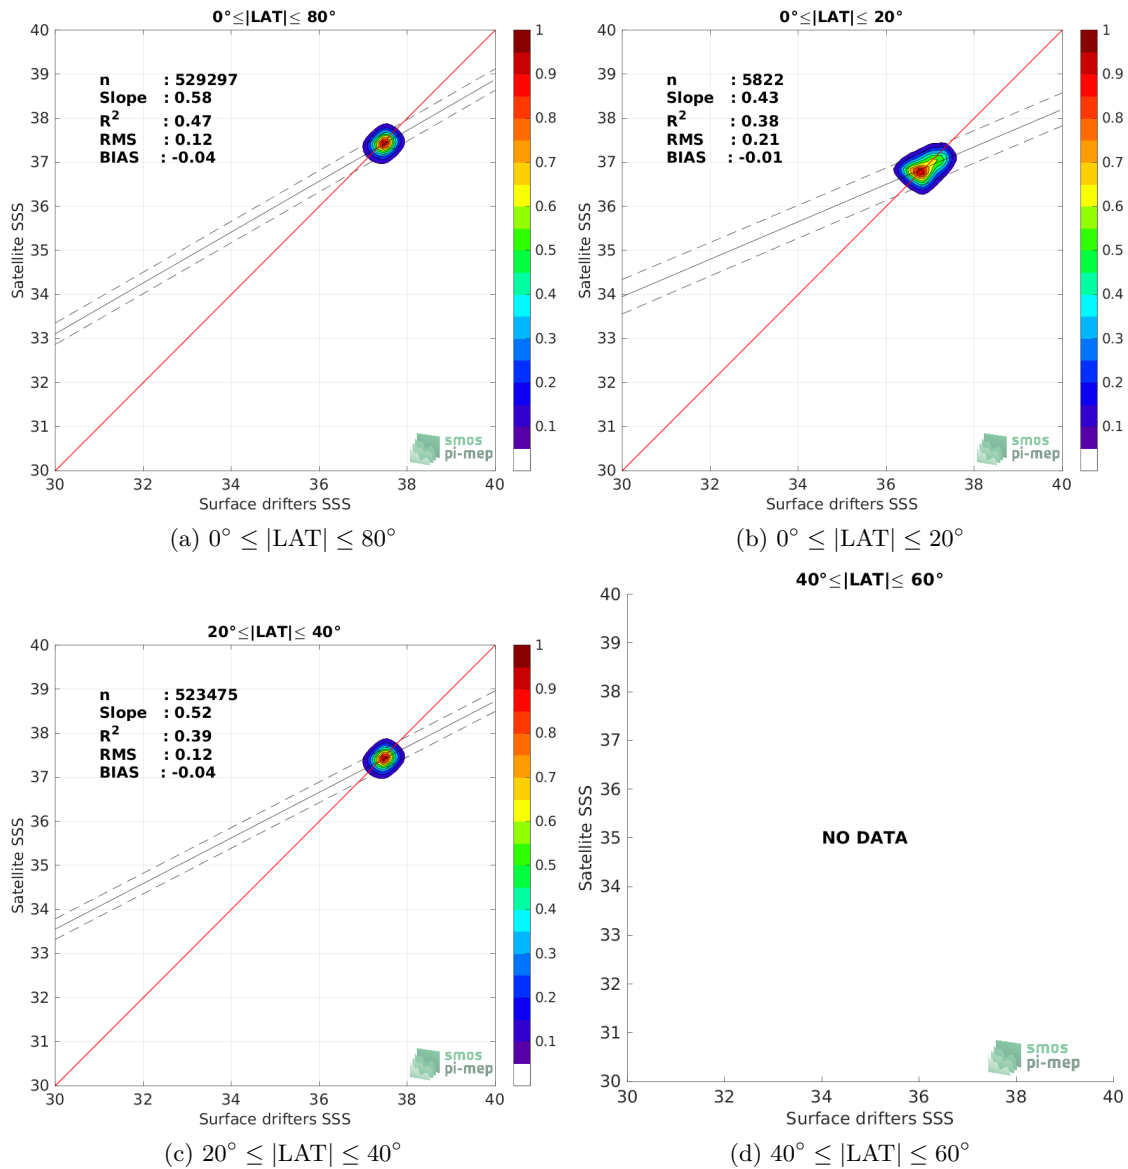 0°≤|LAT|≤ 80°
40
39
38
37
36
35
34
33
32
31
30
Satellite SSS
n : 529297
Slope : 0.58
R2 : 0.47
RMS : 0.12
BIAS : -0.04
smos
pi-mep
30 32 34 36 38 40
Surface drifters SSS
1
0.9
0.8
0.7
0.6
0.5
0.4
0.3
0.2
0.1
(a) 0° ≤ |LAT| ≤ 80°
0°≤|LAT|≤ 20°
40
39
38
37
36
35
34
33
32
31
30
Satellite SSS
n : 5822
Slope : 0.43
R2 : 0.38
RMS : 0.21
BIAS : -0.01
smos
pi-mep
30 32 34 36 38 40
Surface drifters SSS
1
0.9
0.8
0.7
0.6
0.5
0.4
0.3
0.2
0.1
(b) 0° ≤ |LAT| ≤ 20°
20°≤|LAT|≤ 40°
40
39
38
37
36
35
34
33
32
31
30
Satellite SSS
n : 523475
Slope : 0.52
R2 : 0.39
RMS : 0.12
BIAS : -0.04
smos
pi-mep
30 32 34 36 38 40
Surface drifters SSS
1
0.9
0.8
0.7
0.6
0.5
0.4
0.3
0.2
0.1
(c) 20° ≤ |LAT| ≤ 40°
40°≤|LAT|≤ 60°
40
39
38
37
36
35
34
33
32
31
30
Satellite SSS
NO DATA
smos
pi-mep
30 32 34 36 38 40
Surface drifters SSS
(d) 40° ≤ |LAT| ≤ 60°